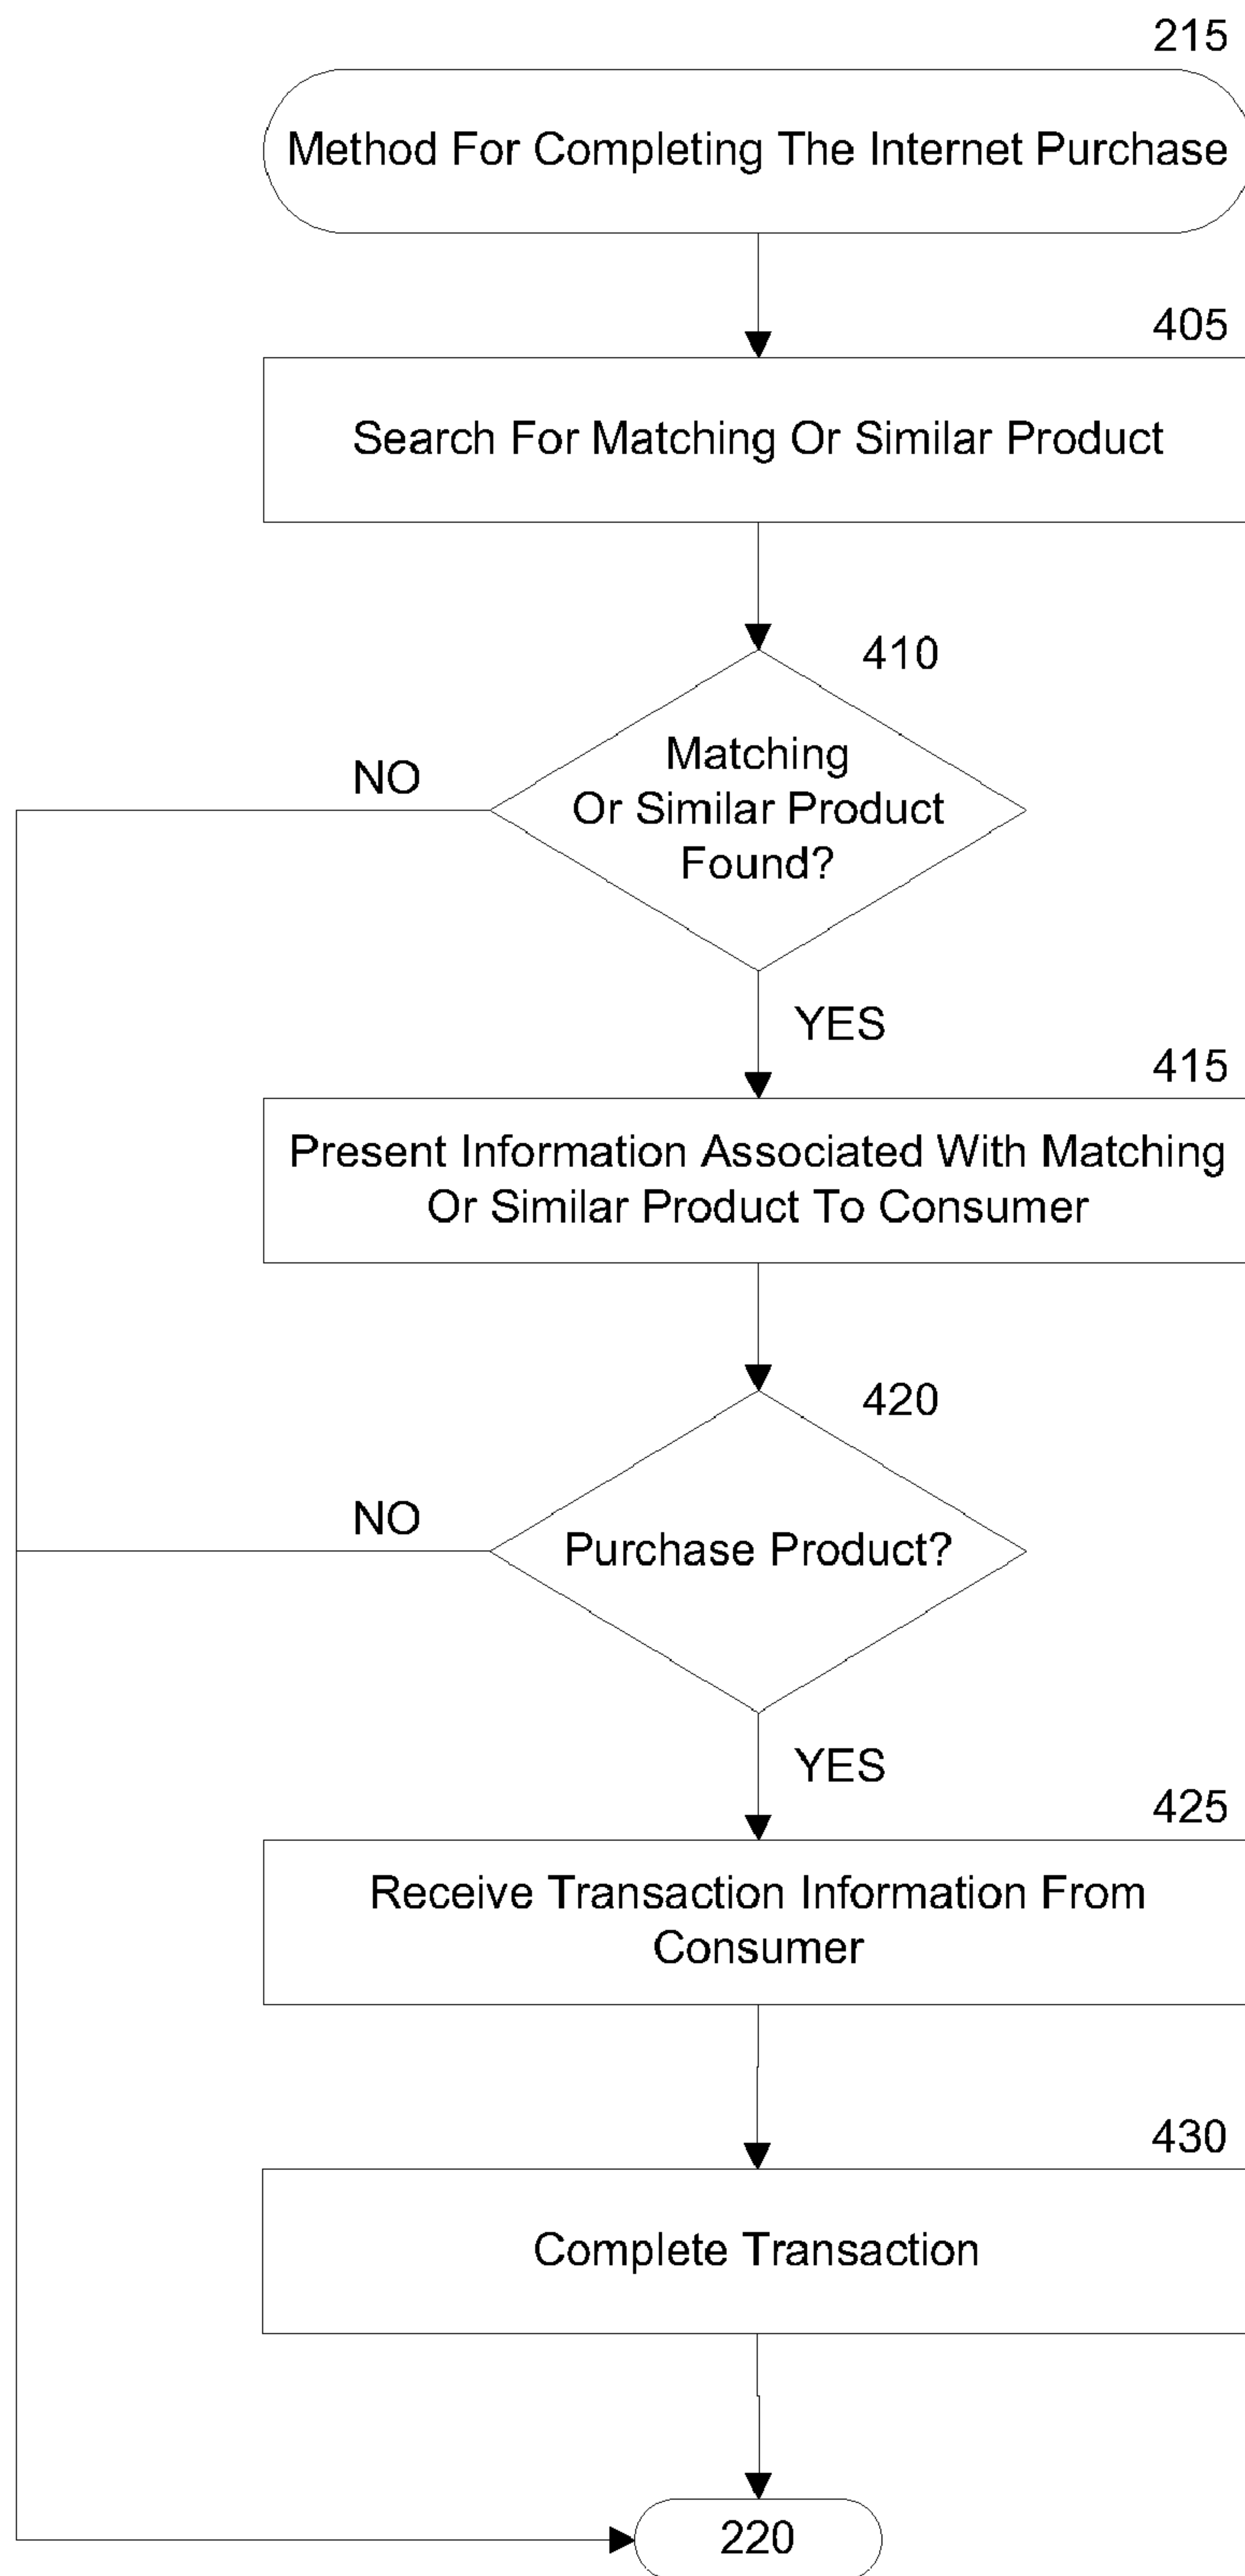 215
Method For Completing The Internet Purchase
405
Search For Matching Or Similar Product
410
Matching
Or Similar Product
Found?
NO
YES
415
Present Information Associated With Matching
Or Similar Product To Consumer
420
Purchase Product?
NO
YES
425
Receive Transaction Information From
Consumer
430
Complete Transaction
220